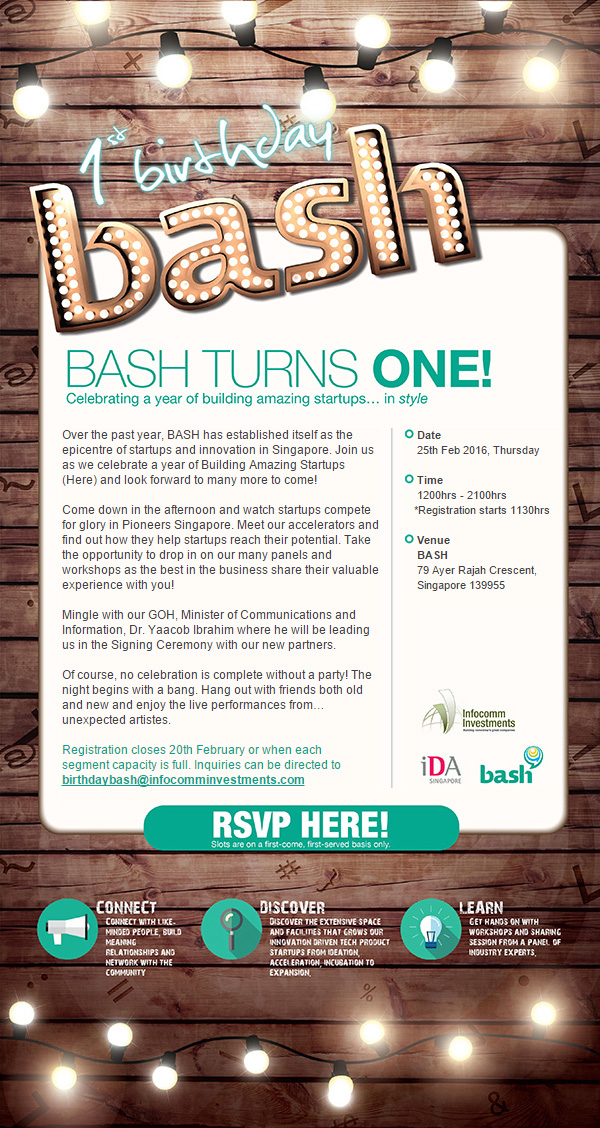 1st birthday
bash
BASH TURNS ONE!
Celebrating a year of building amazing startups... in style
Over the past year, BASH has established itself as the
epicentre of startups and innovation in Singapore. Join us
as we celebrate a year of Building Amazing Startups
(Here) and look forward to many more to come!
Come down in the afternoon and watch startups compete
for glory in Pioneers Singapore. Meet our accelerators and
find out how they help startups reach their potential. Take
the opportunity to drop in on our many panels and
workshops as the best in the business share their valuable
experience with you!
Mingle with our GOH, Minister of Communications and
Information, Dr. Yaacob Ibrahim where he will be leading
us in the Signing Ceremony with our new partners.
Of course, no celebration is complete without a party! The
night begins with a bang. Hang out with friends both old
and new and enjoy the live performances from...
unexpected artistes.
Registration closes 20th February or when each
segment capacity is full. Inquiries can be directed to
birthdaybash@infocomminvestments.com
Date
25th Feb 2016, Thursday
Time
1200hrs - 2100hrs
*Registration starts 1130hrs
Venue
BASH
79 Ayer Rajah Crescent,
Singapore 139955
Infocomm
Investments
iDA
SINGAPORE
bash
RSVP HERE!
Slots are on a first-come, first-served basis only.
CONNECT
CONNECT WITH LIKE-
MINDED PEOPLE, BUILD
MEANING
RELATIONSHIPS AND
NETWORK WITH THE
COMMUNITY
DISCOVER
DISCOVER THE EXTENSIVE SPACE
AND FACILITIES THAT GROWS OUR
INNOVATION DRIVEN TECH PRODUCT
STARTUPS FROM IDEATION,
ACCELERATION, INCUBATION TO
EXPANSION.
LEARN
GET HANDS ON WITH
WORKSHOPS AND SHARING
SESSION FROM A PANEL OF
INDUSTRY EXPERTS.